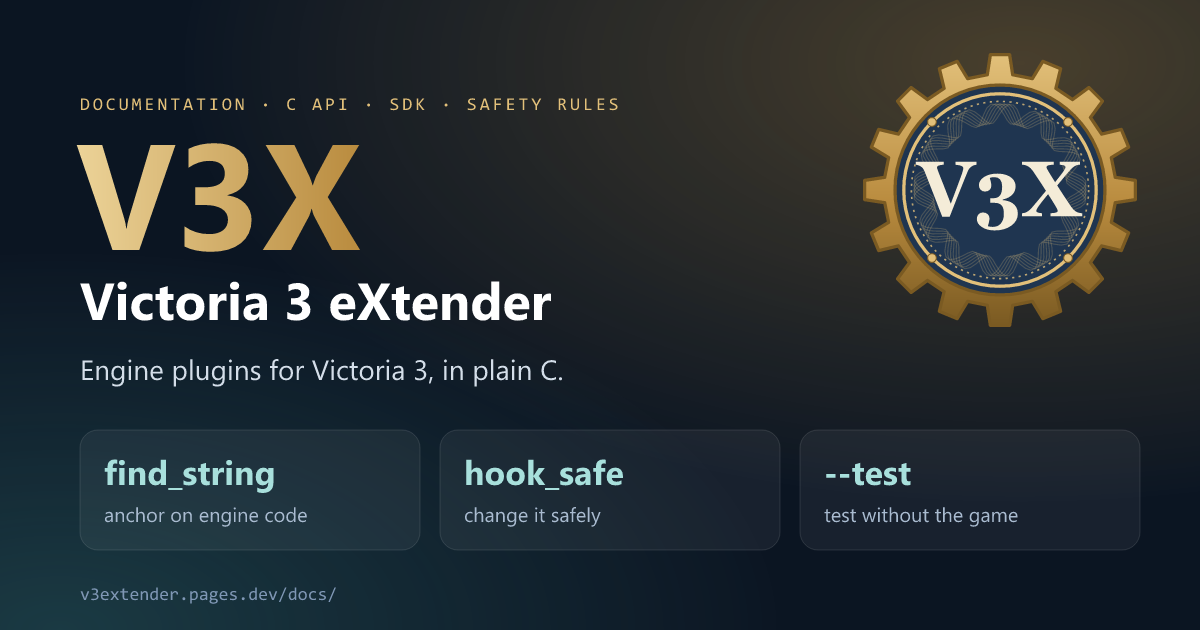 DOCUMENTATION · C API · SDK · SAFETY RULES
V3X
V3X
Victoria 3 eXtender
Engine plugins for Victoria 3, in plain C.
find_string
anchor on engine code
hook_safe
change it safely
--test
test without the game
v3extender.pages.dev/docs/